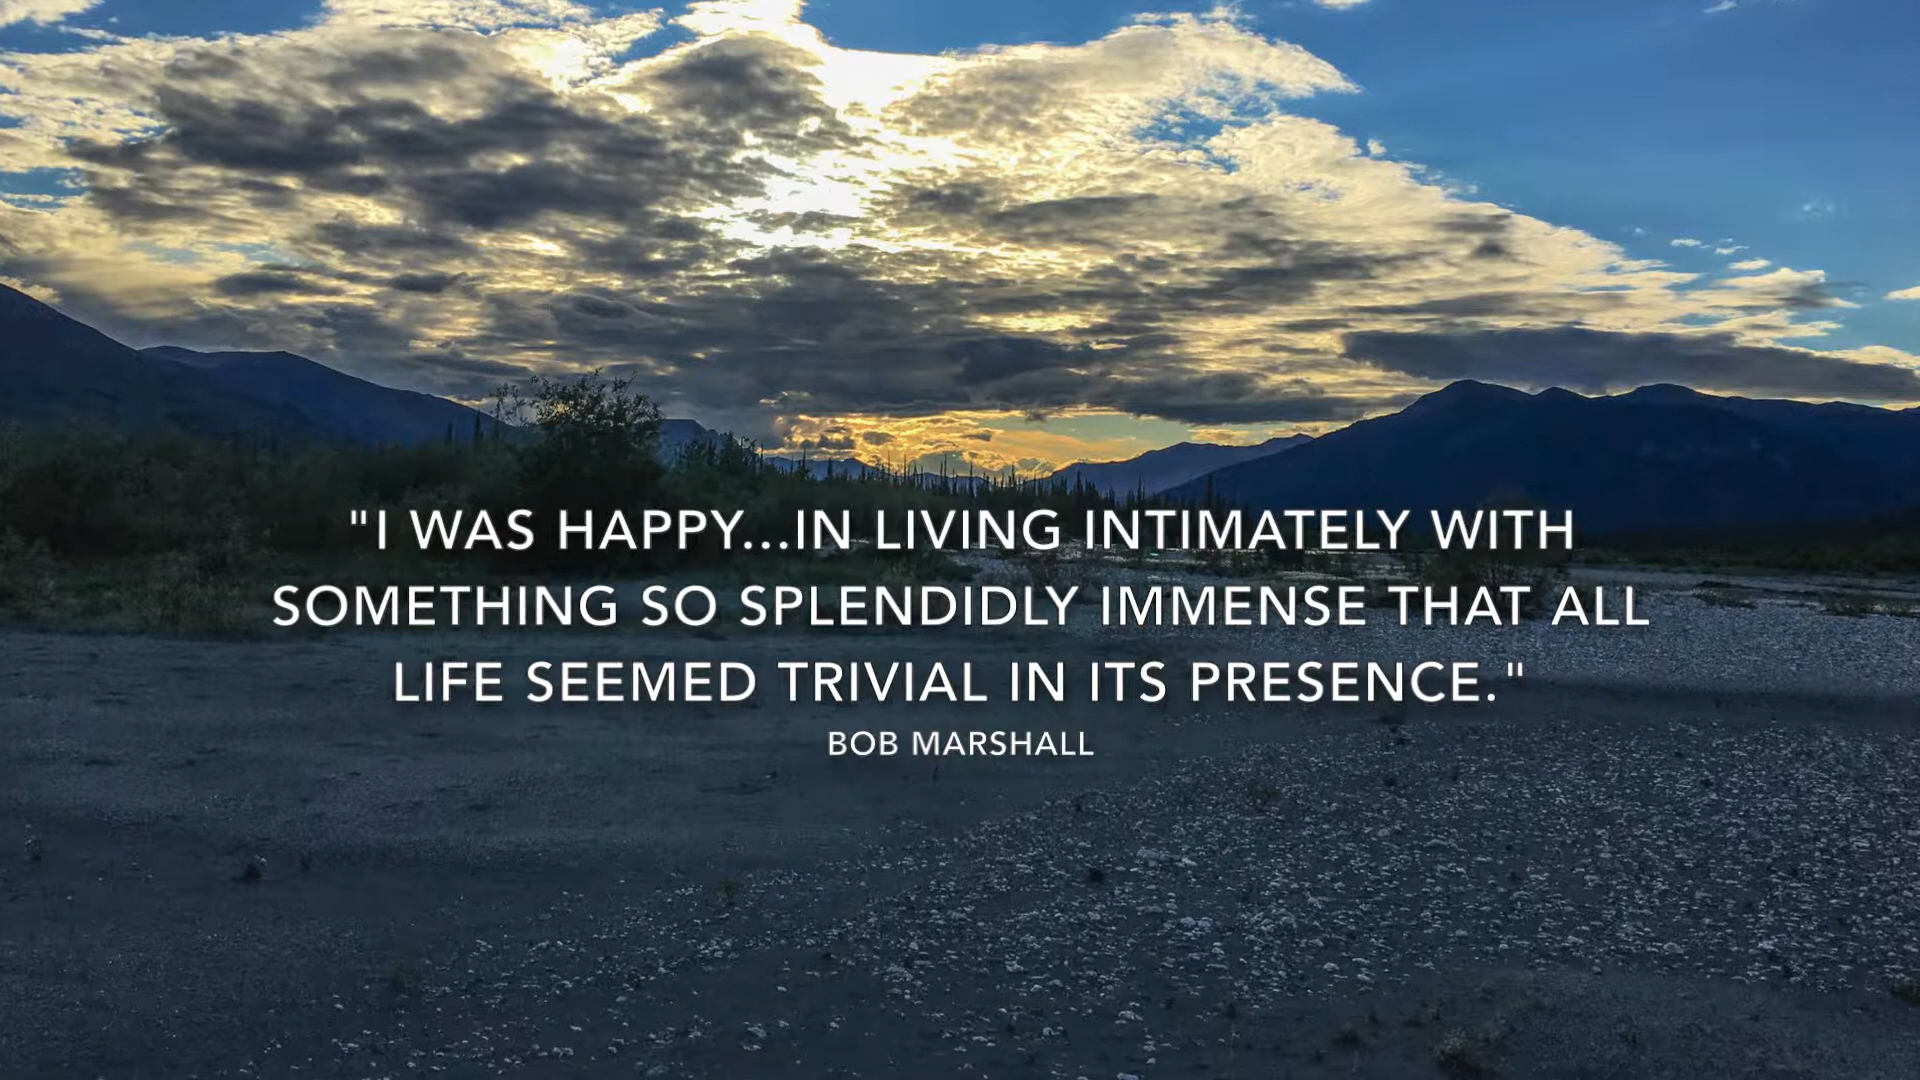 "I WAS HAPPY...IN LIVING INTIMATELY WITH
SOMETHING SO SPLENDIDLY IMMENSE THAT ALL
LIFE SEEMED TRIVIAL IN ITS PRESENCE."
BOB MARSHALL